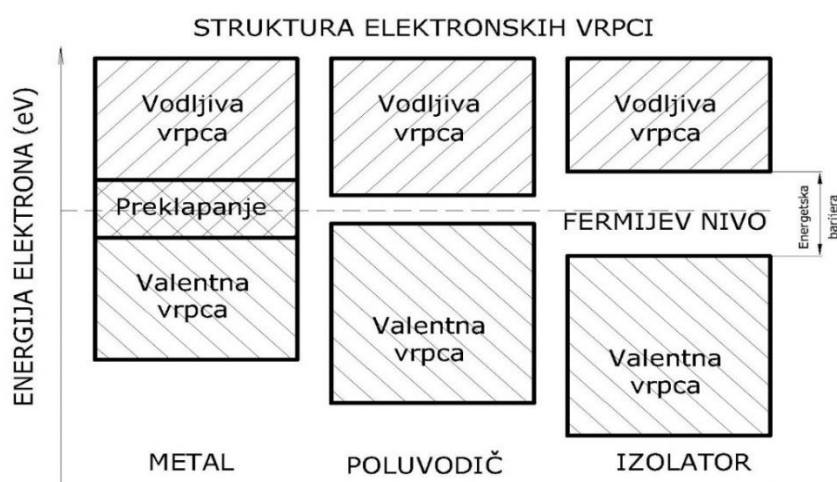 STRUKTURA ELEKTRONSKIH VRPCI
ENERGIJA ELEKTRONA (eV)
Vodljiva
vrpca
Preklapanje
Valentna
vrpca
METAL
Vodljiva
vrpca
Valentna
vrpca
POLUVODIČ
Vodljiva
vrpca
FERMIJEV NIVO
Energetska
barijera
Valentna
vrpca
IZOLATOR